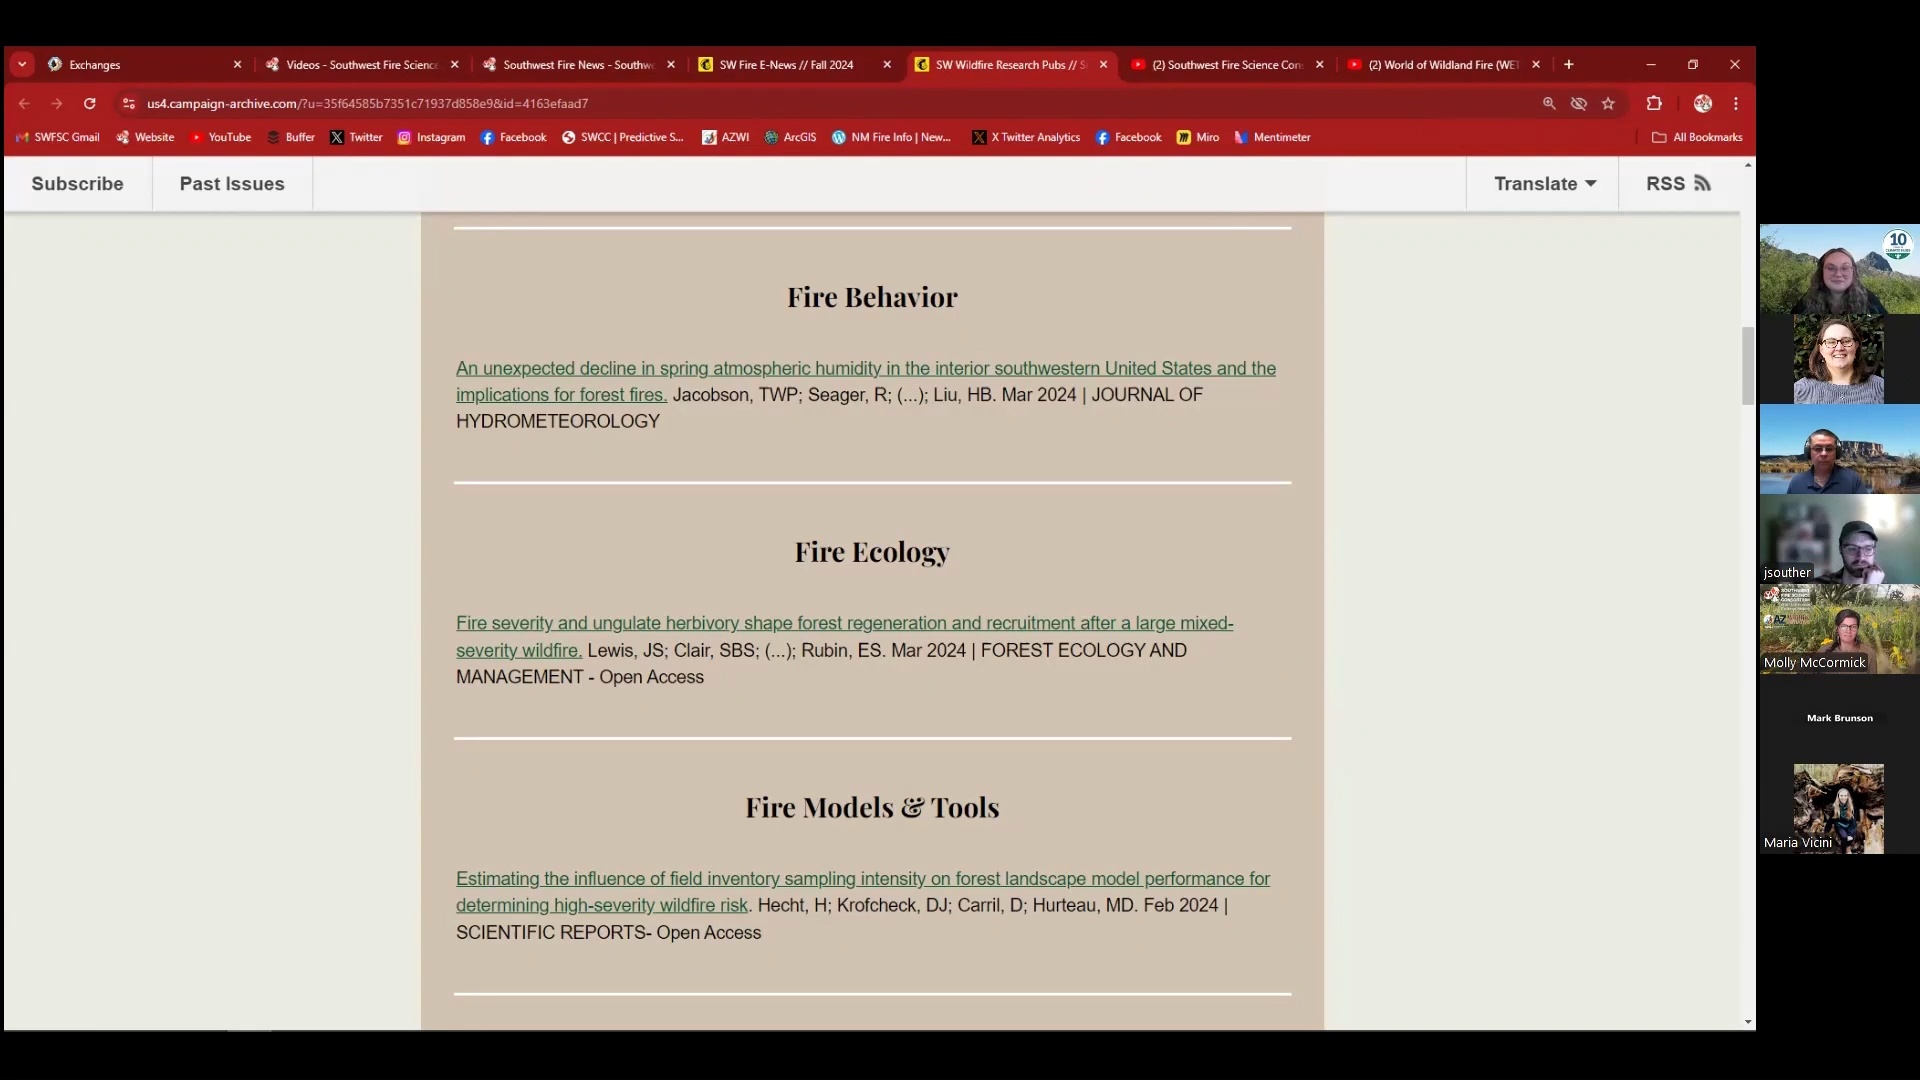 Exchanges
Videos - Southwest Fire Science
Southwest Fire News - Southw
SW Fire E-News // Fall 2024
SW Wildfire Research Pubs // S
(2) Southwest Fire Science Con
(2) World of Wildland Fire (WE
us4.campaign-archive.com/?u=35f64585b7351c71937d858e9&id=4163efaad7
SWFSC Gmail
Website
YouTube
Buffer
Twitter
Instagram
Facebook
SWCC | Predictive S...
AZWI
ArcGIS
NM Fire Info | New...
X Twitter Analytics
Facebook
Miro
Mentimeter
All Bookmarks
Subscribe
Past Issues
Translate
RSS
10
Fire Behavior
An unexpected decline in spring atmospheric humidity in the interior southwestern United States and the
implications for forest fires. Jacobson, TWP; Seager, R; (...); Liu, HB. Mar 2024 | JOURNAL OF
HYDROMETEOROLOGY
Fire Ecology
Fire severity and ungulate herbivory shape forest regeneration and recruitment after a large mixed-
severity wildfire. Lewis, JS; Clair, SBS; (...); Rubin, ES. Mar 2024 | FOREST ECOLOGY AND
MANAGEMENT - Open Access
Fire Models & Tools
Estimating the influence of field inventory sampling intensity on forest landscape model performance for
determining high-severity wildfire risk. Hecht, H; Krofcheck, DJ; Carril, D; Hurteau, MD. Feb 2024 |
SCIENTIFIC REPORTS- Open Access
jsouther
AZ
Molly McCormick
Mark Brunson
Maria Vicini